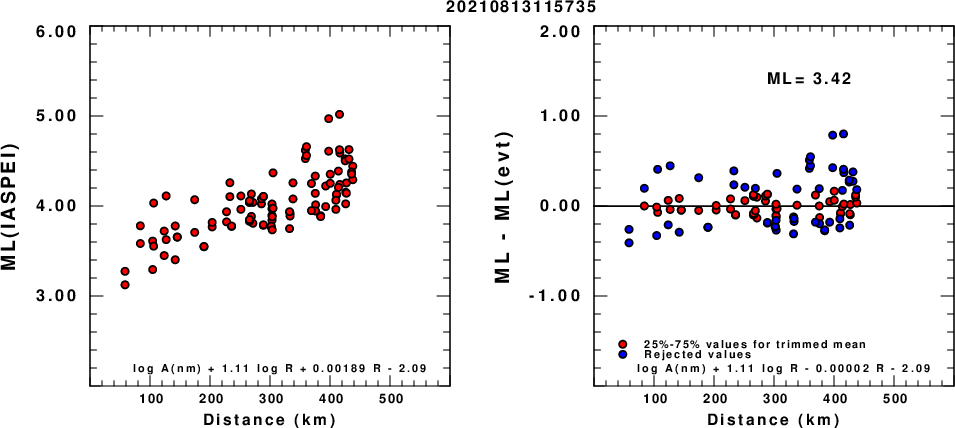 20210813115735
6.00
5.00
4.00
3.00
ML(IASPEI)
log A(nm) + 1.11 log R + 0.00189 R - 2.09
100 200 300 400 500
Distance (km)
2.00
1.00
0.00
-1.00
ML - ML(evt)
ML= 3.42
25%-75% values for trimmed mean
Rejected values
log A(nm) + 1.11 log R - 0.00002 R - 2.09
100 200 300 400 500
Distance (km)